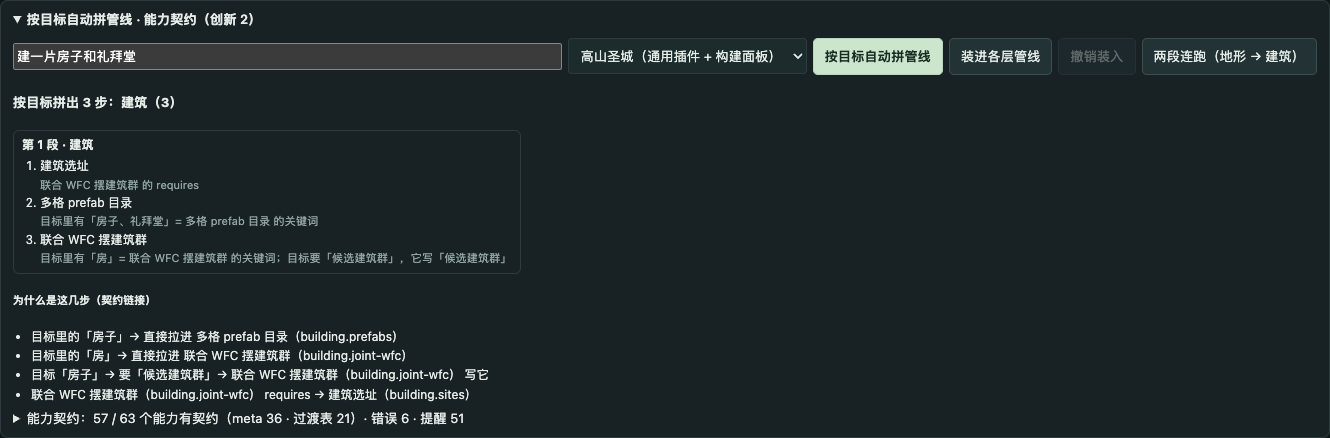 ▼ 按目标自动拼管线 · 能力契约（创新 2）
建一片房子和礼拜堂
高山圣城（通用插件 + 构建面板）
按目标自动拼管线
装进各层管线
撤销装入
两段连跑（地形 → 建筑）
按目标拼出 3 步：建筑（3）
第 1 段 · 建筑
1. 建筑选址
联合 WFC 摆建筑群 的 requires
2. 多格 prefab 目录
目标里有「房子、礼拜堂」= 多格 prefab 目录 的关键词
3. 联合 WFC 摆建筑群
目标里有「房」= 联合 WFC 摆建筑群 的关键词；目标要「候选建筑群」，它写「候选建筑群」
为什么是这几步（契约链接）
• 目标里的「房子」→ 直接拉进 多格 prefab 目录（building.prefabs）
• 目标里的「房」→ 直接拉进 联合 WFC 摆建筑群（building.joint-wfc）
• 目标「房子」→ 要「候选建筑群」→ 联合 WFC 摆建筑群（building.joint-wfc） 写它
• 联合 WFC 摆建筑群（building.joint-wfc） requires → 建筑选址（building.sites）
▶ 能力契约：57 / 63 个能力有契约（meta 36 · 过渡表 21）· 错误 6 · 提醒 51